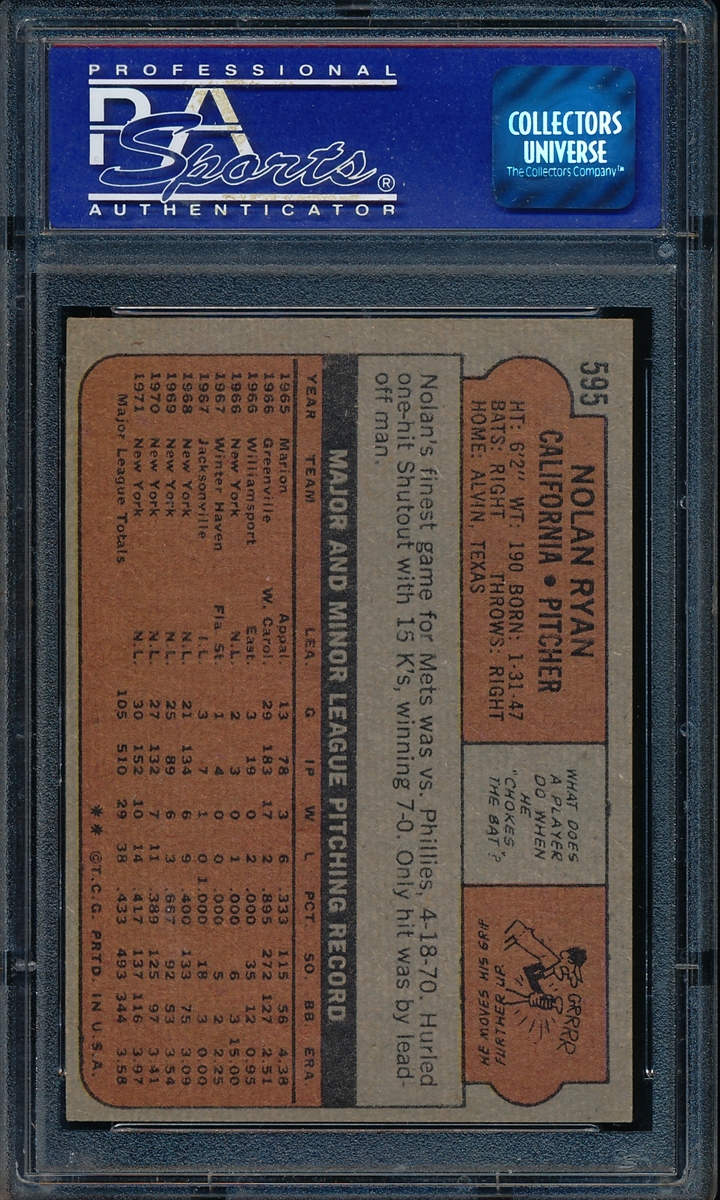 PROFESSIONAL
PSA
Sports®
AUTHENTICATOR
COLLECTORS
UNIVERSE
The Collectors Company™
595
NOLAN RYAN
CALIFORNIA • PITCHER
HT: 6'2" WT: 190 BORN: 1-31-47
BATS: RIGHT THROWS: RIGHT
HOME: ALVIN, TEXAS
WHAT DOES
A PLAYER
DO WHEN
HE
"CHOKES
THE BAT"?
GRRRR
HE MOVES HIS GRIP
FURTHER UP
Nolan's finest game for Mets was vs. Phillies, 4-18-70. Hurled
one-hit Shutout with 15 K's, winning 7-0. Only hit was by lead-
off man.
MAJOR AND MINOR LEAGUE PITCHING RECORD
YEAR TEAM LEA. G IP W L PCT. SO. BB ERA
1965 Marion Appal 13 78 3 6 .333 115 56 4.38
1966 Greenville W. Carol. 29 183 17 2 .895 272 127 2.51
1966 Williamsport East. 3 19 0 2 .000 35 12 0.95
1966 New York N.L. 2 3 0 1 .000 6 3 15.00
1967 Winter Haven Fla St. 1 4 0 0 .000 5 2 2.25
1967 Jacksonville I.L. 3 7 1 0 1.000 18 3 0.00
1968 New York N.L. 21 134 6 9 .400 133 75 3.09
1969 New York N.L. 25 89 6 3 .667 92 53 3.54
1970 New York N.L. 27 132 7 11 .389 125 97 3.41
1971 New York N.L. 30 152 10 14 .417 137 116 3.97
Major League Totals 105 510 29 38 .433 493 344 3.58
** ©T.C.G. PRTD. IN U.S.A.